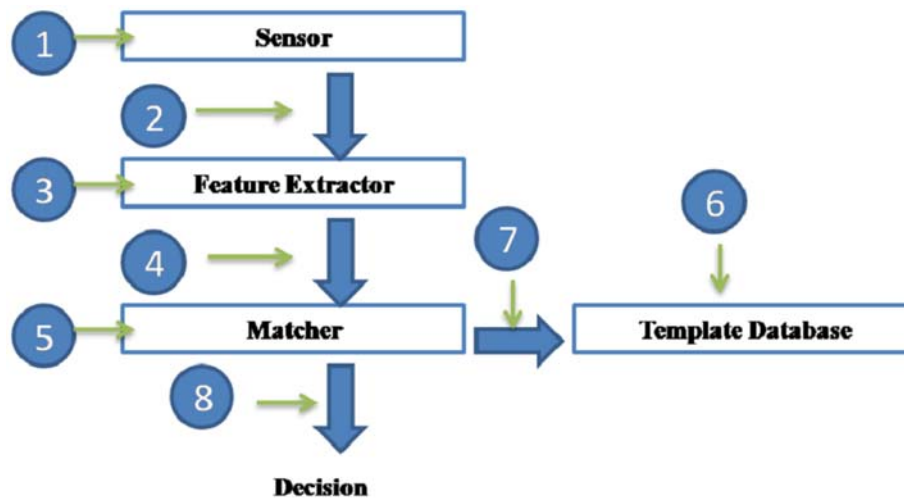 1
Sensor
2
3
Feature Extractor
6
7
4
5
Matcher
Template Database
8
Decision